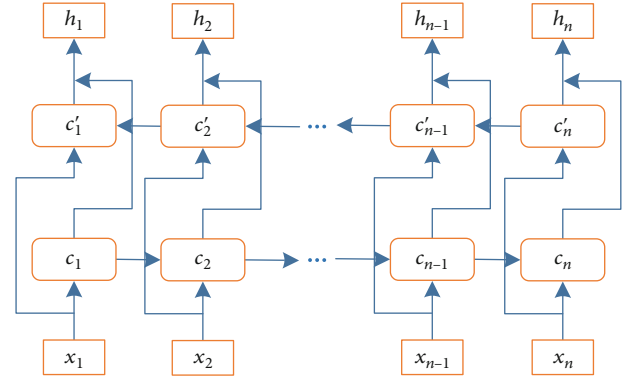 h₁ h₂ hₙ₋₁ hₙ
c′₁ c′₂ ... c′ₙ₋₁ c′ₙ
c₁ c₂ ... cₙ₋₁ cₙ
x₁ x₂ xₙ₋₁ xₙ